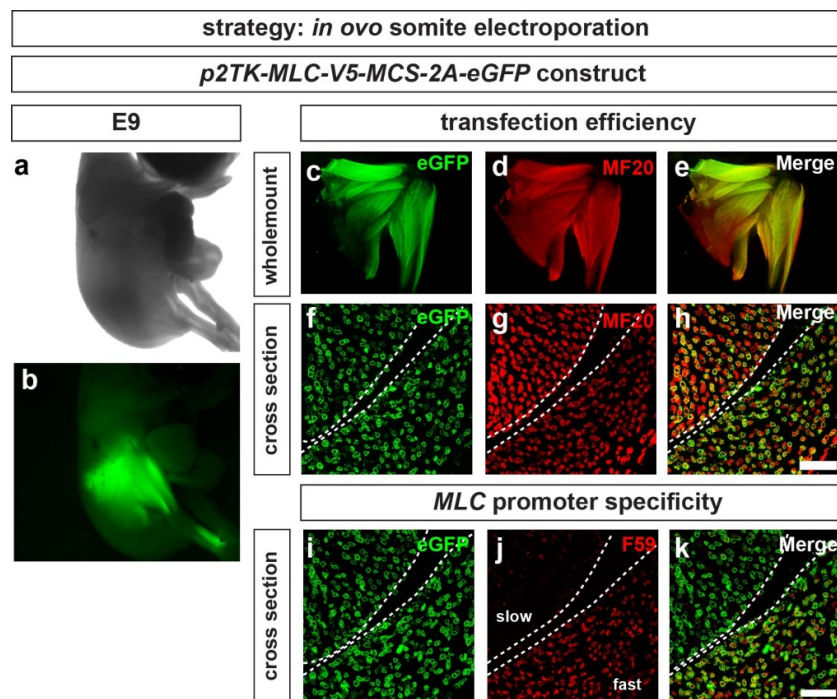 strategy: in ovo somite electroporation
p2TK-MLC-V5-MCS-2A-eGFP construct
E9
transfection efficiency
a
b
wholemount
c eGFP
d MF20
e Merge
cross section
f eGFP
g MF20
h Merge
MLC promoter specificity
cross section
i eGFP
j F59
slow
fast
k Merge